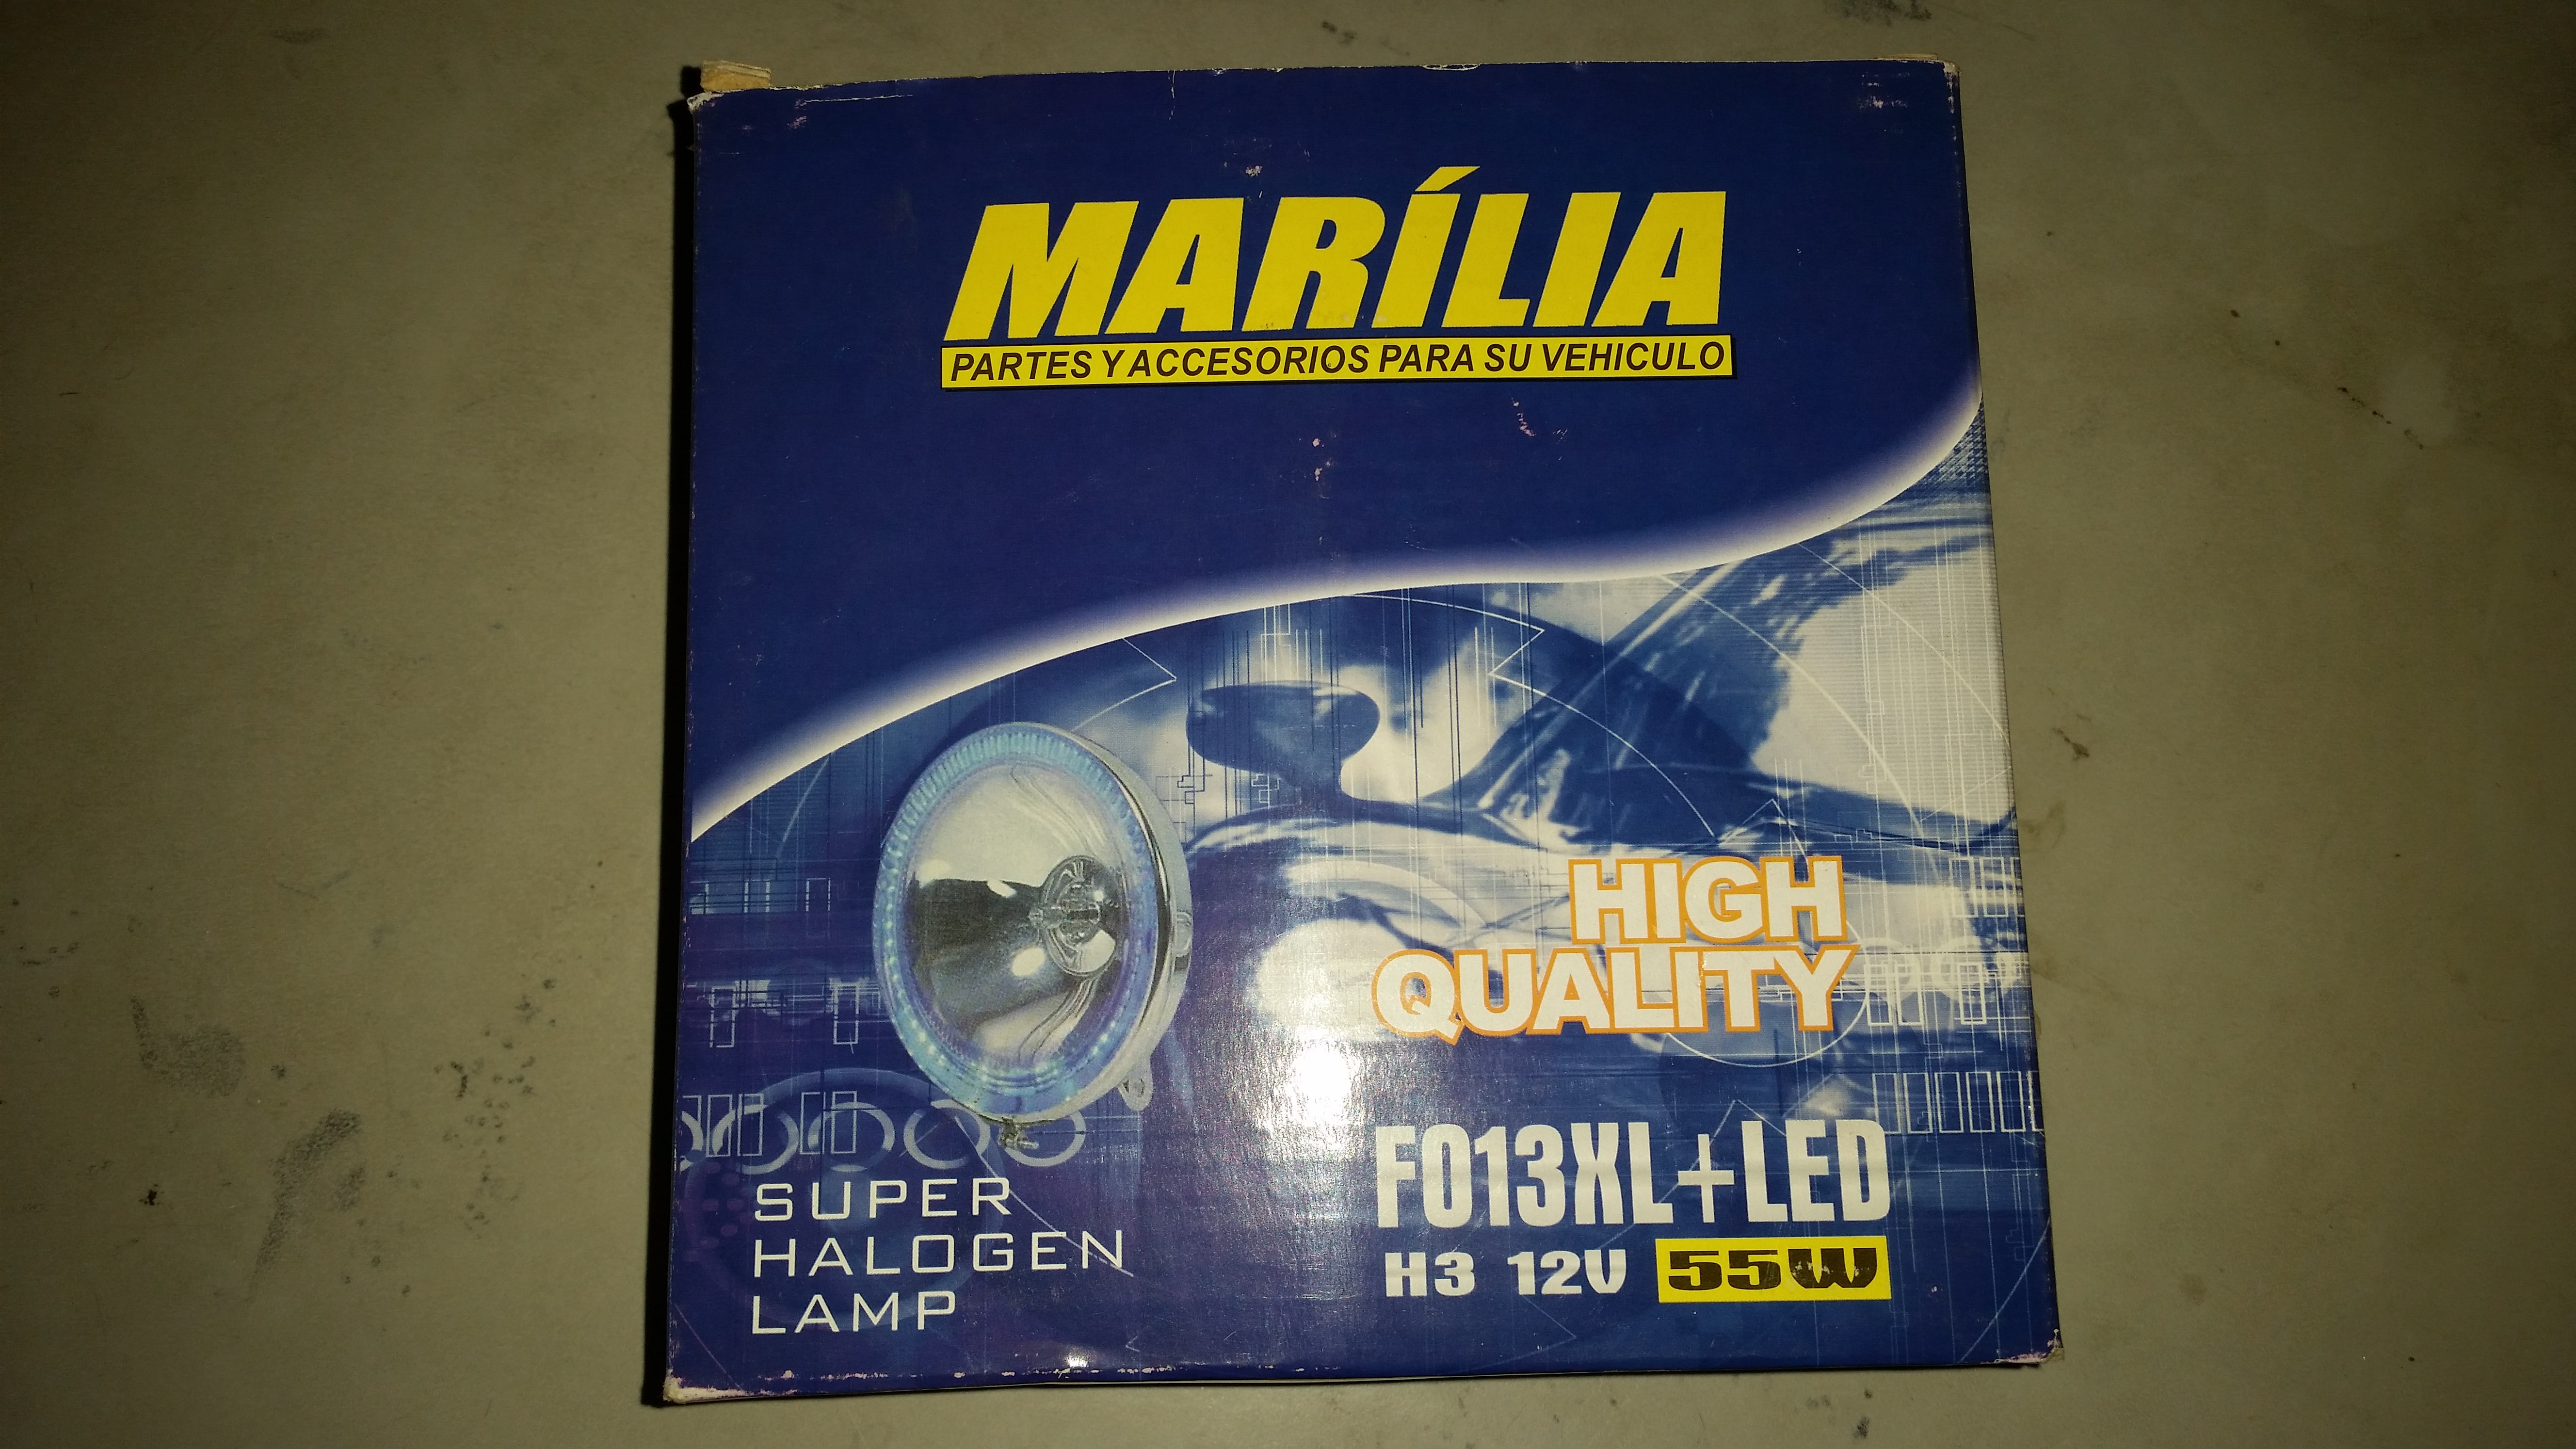 MARÍLIA
PARTES Y ACCESORIOS PARA SU VEHICULO
HIGH
QUALITY
F013XL+LED
H3 12V 55W
SUPER
HALOGEN
LAMP